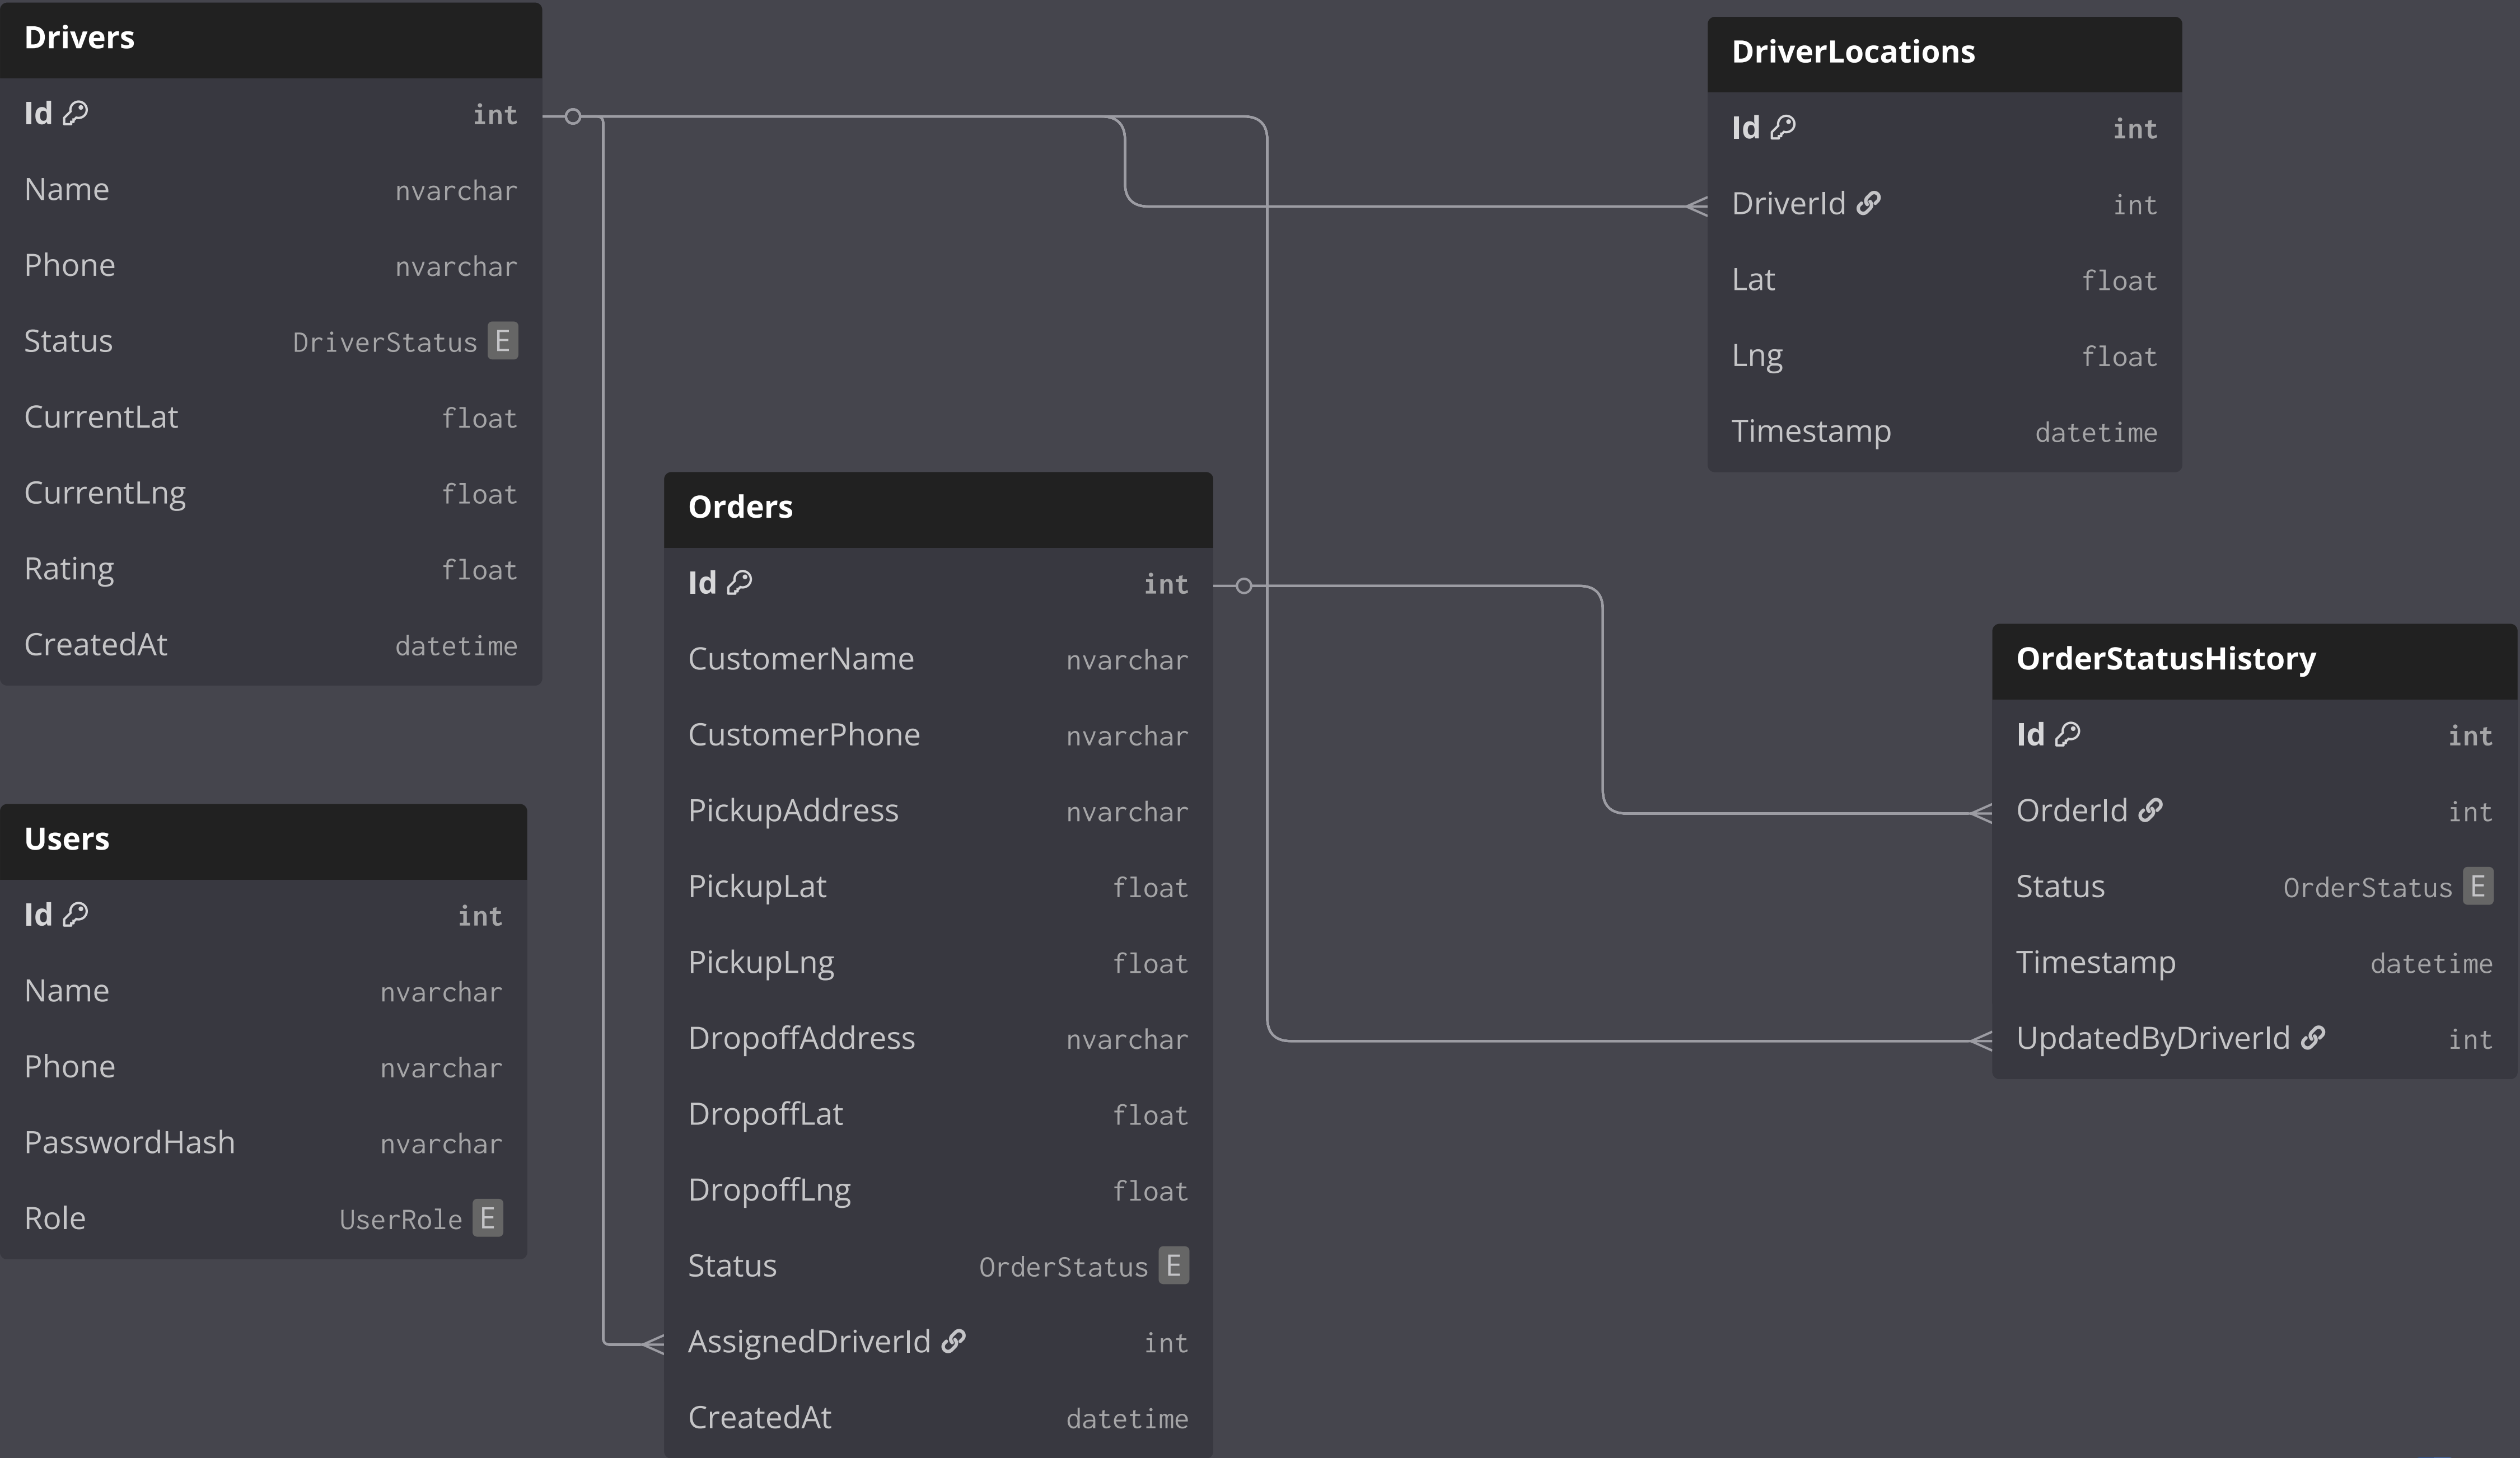 Drivers
Id int
Name nvarchar
Phone nvarchar
Status DriverStatus E
CurrentLat float
CurrentLng float
Rating float
CreatedAt datetime
Users
Id int
Name nvarchar
Phone nvarchar
PasswordHash nvarchar
Role UserRole E
Orders
Id int
CustomerName nvarchar
CustomerPhone nvarchar
PickupAddress nvarchar
PickupLat float
PickupLng float
DropoffAddress nvarchar
DropoffLat float
DropoffLng float
Status OrderStatus E
AssignedDriverId int
CreatedAt datetime
DriverLocations
Id int
DriverId int
Lat float
Lng float
Timestamp datetime
OrderStatusHistory
Id int
OrderId int
Status OrderStatus E
Timestamp datetime
UpdatedByDriverId int